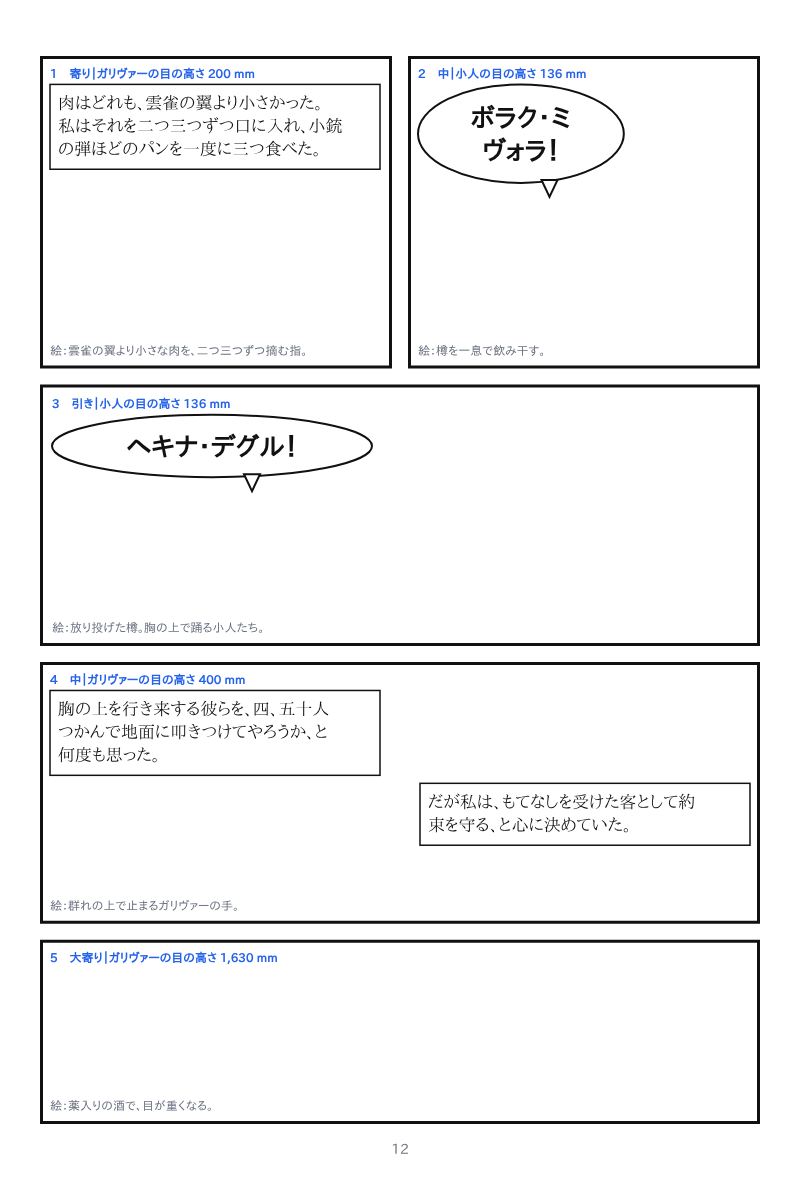 1 寄り|ガリヴァーの目の高さ 200 mm
肉はどれも、雲雀の翼より小さかった。
私はそれを二つ三つずつ口に入れ、小銃
の弾ほどのパンを一度に三つ食べた。
絵：雲雀の翼より小さな肉を、二つ三つずつ摘む指。
2 中|小人の目の高さ 136 mm
ボラク・ミ
ヴォラ！
絵：樽を一息で飲み干す。
3 引き|小人の目の高さ 136 mm
ヘキナ・デグル！
絵：放り投げた樽。胸の上で踊る小人たち。
4 中|ガリヴァーの目の高さ 400 mm
胸の上を行き来する彼らを、四、五十人
つかんで地面に叩きつけてやろうか、と
何度も思った。
だが私は、もてなしを受けた客として約
束を守る、と心に決めていた。
絵：群れの上で止まるガリヴァーの手。
5 大寄り|ガリヴァーの目の高さ 1,630 mm
絵：薬入りの酒で、目が重くなる。
12